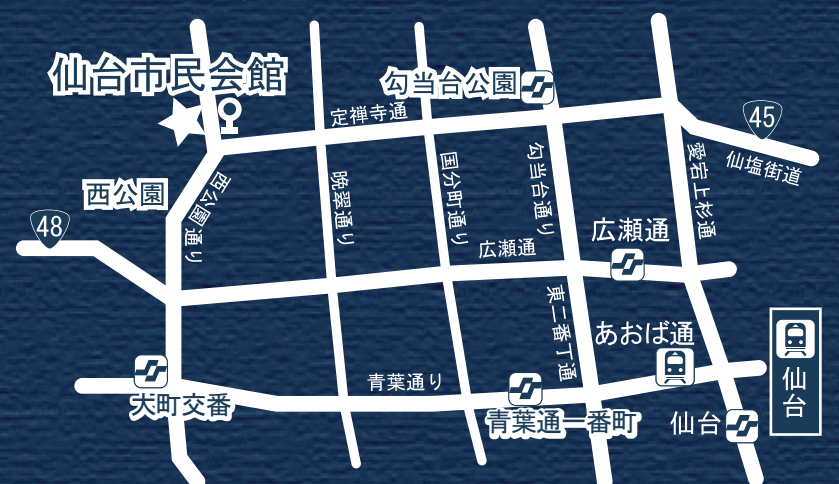 仙台市民会館
勾当台公園
定禅寺通
45
仙塩街道
西公園
48
西公園通り
晩翠通り
国分町通り
勾当台通り
愛宕上杉通
広瀬通
広瀬通
東二番丁通
あおば通
仙台
青葉通り
大町交番
青葉通一番町
仙台